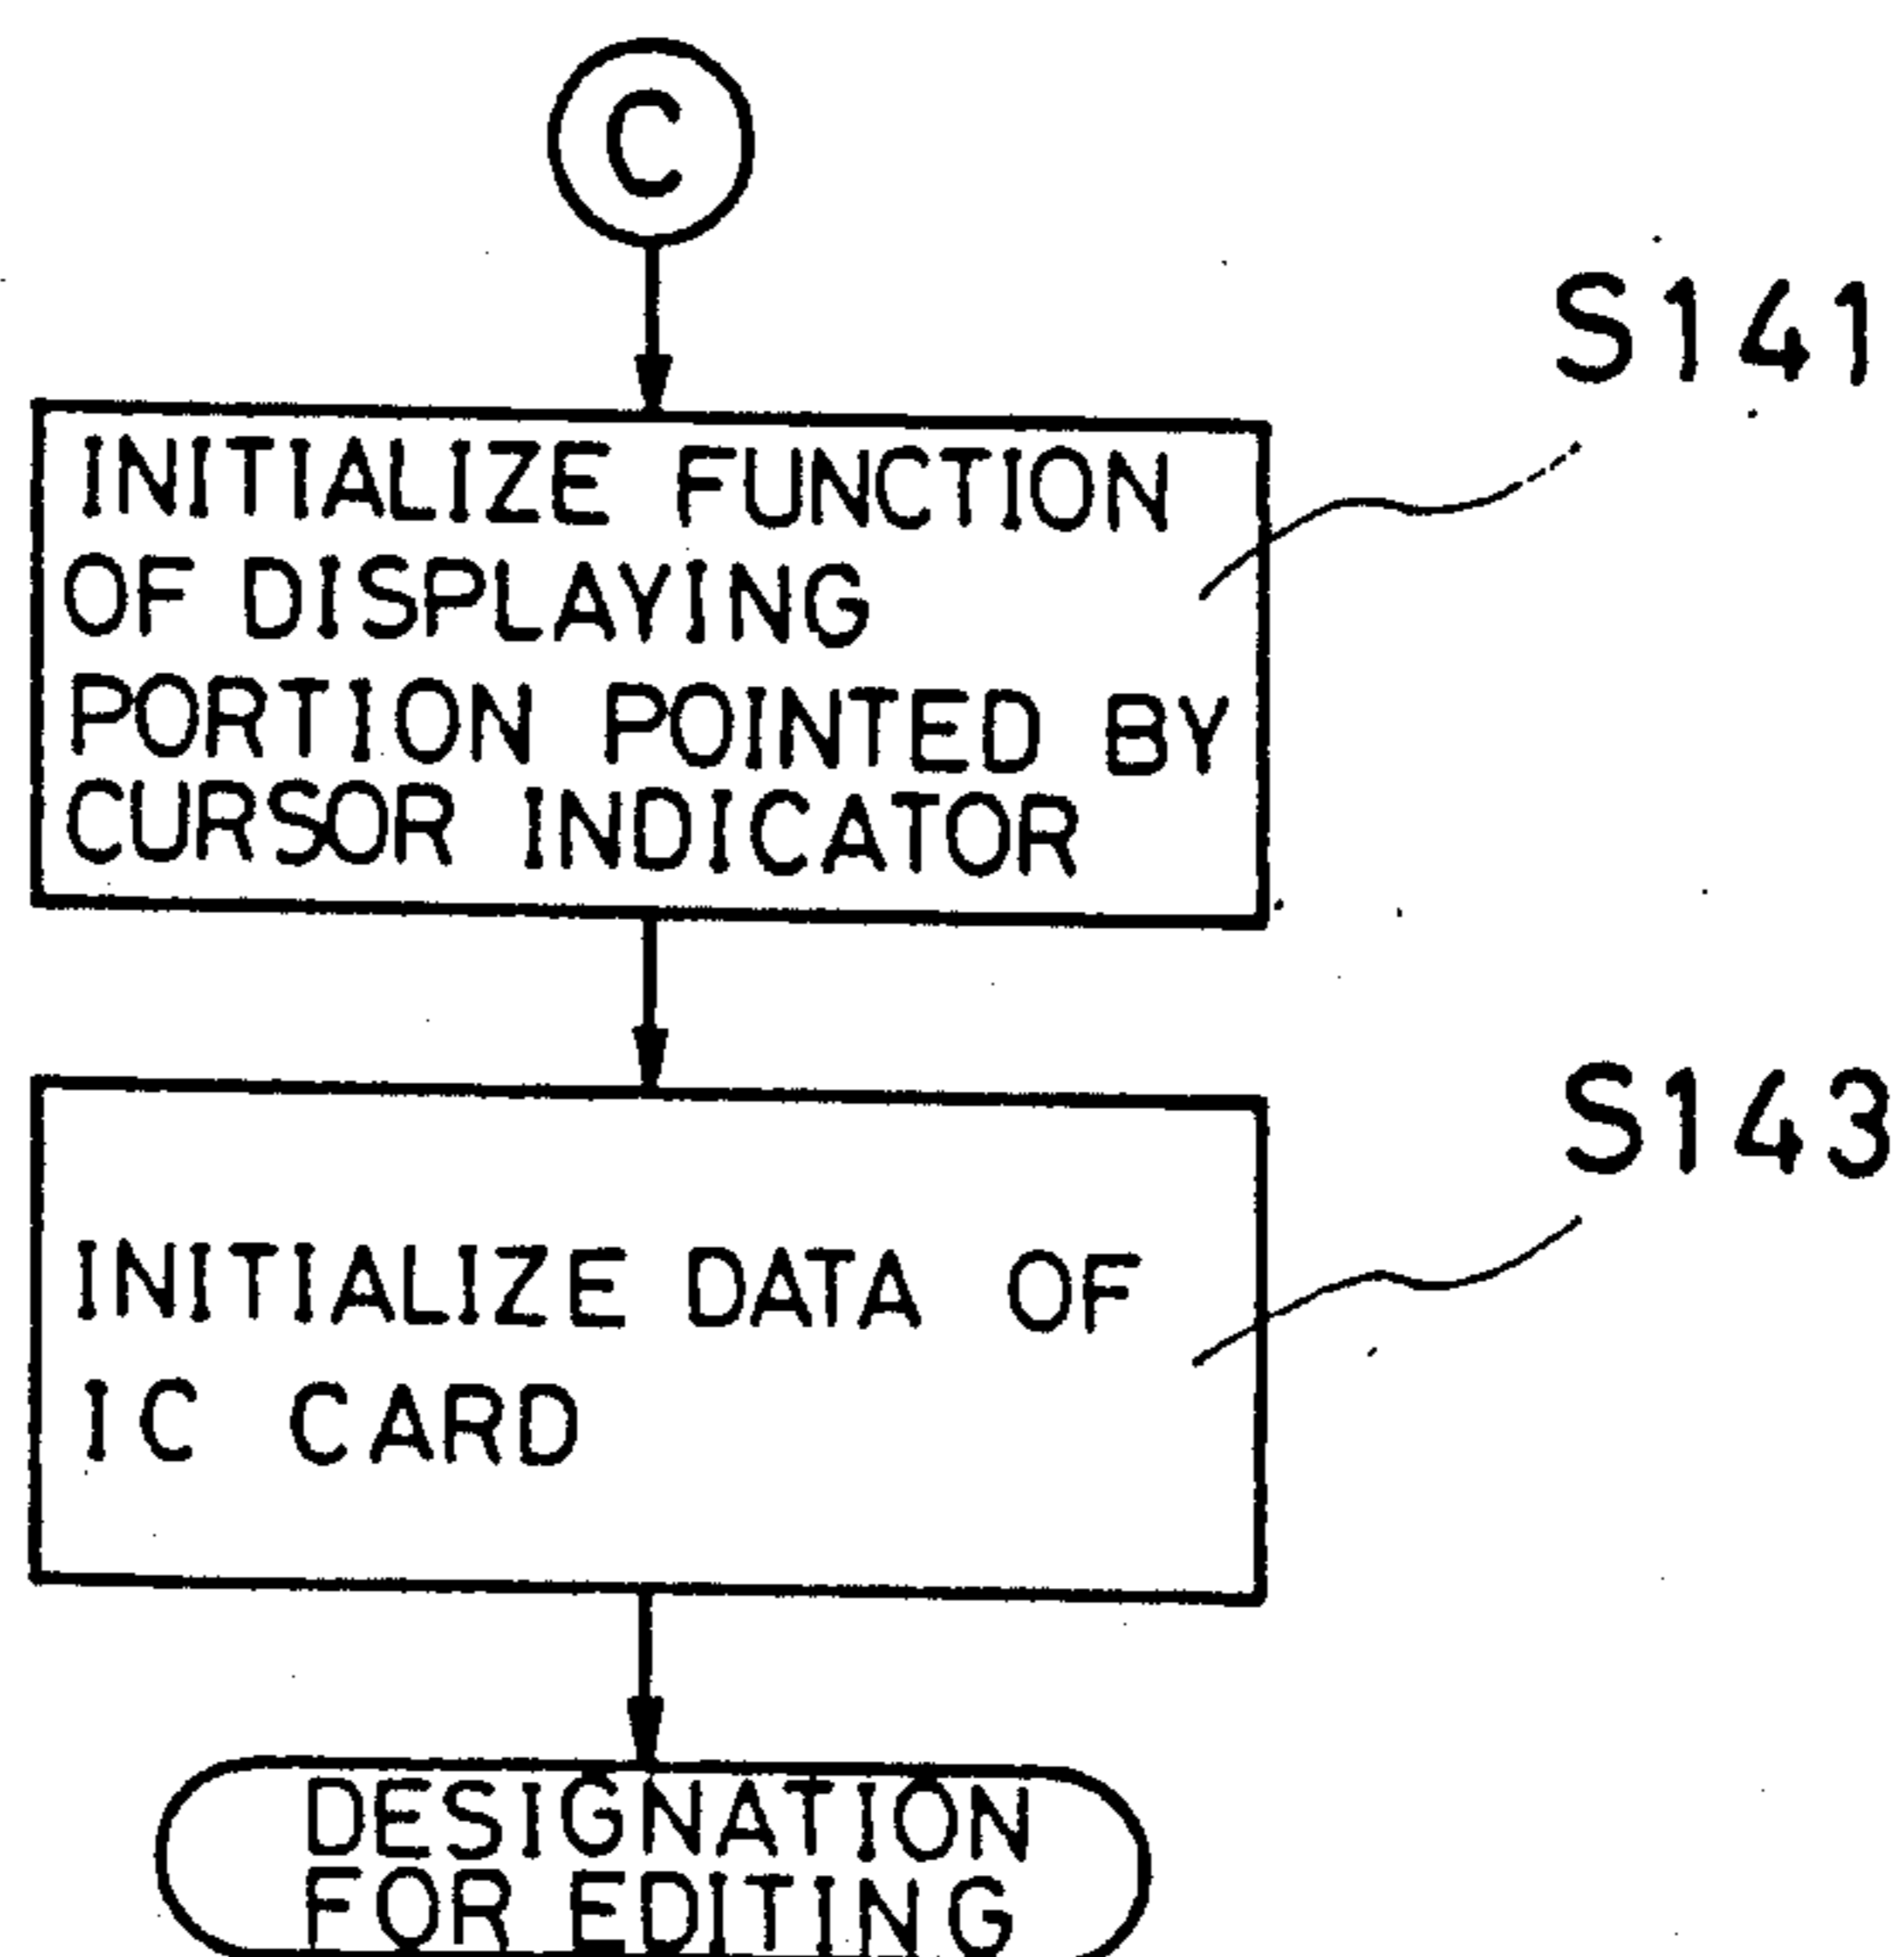 C
S141
INITIALIZE FUNCTION
OF DISPLAYING
PORTION POINTED BY
CURSOR INDICATOR
S143
INITIALIZE DATA OF
IC CARD
DESIGNATION
FOR EDITING